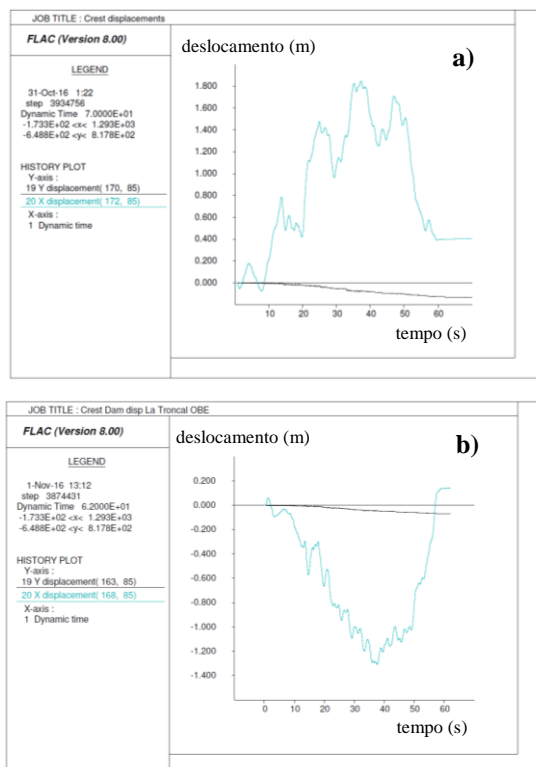 JOB TITLE : Crest displacements
FLAC (Version 8.00)
LEGEND
31-Oct-16 1:22
step 3934756
Dynamic Time 7.0000E+01
-1.733E+02 <x< 1.293E+03
-6.488E+02 <y< 8.178E+02
HISTORY PLOT
Y-axis :
19 Y displacement( 170, 85)
20 X displacement( 172, 85)
X-axis :
1 Dynamic time
deslocamento (m)
a)
1.800
1.600
1.400
1.200
1.000
0.800
0.600
0.400
0.200
0.000
10 20 30 40 50 60
tempo (s)
JOB TITLE : Crest Dam disp La Troncal OBE
FLAC (Version 8.00)
LEGEND
1-Nov-16 13:12
step 3874431
Dynamic Time 6.2000E+01
-1.733E+02 <x< 1.293E+03
-6.488E+02 <y< 8.178E+02
HISTORY PLOT
Y-axis :
19 Y displacement( 163, 85)
20 X displacement( 168, 85)
X-axis :
1 Dynamic time
deslocamento (m)
b)
0.200
0.000
-0.200
-0.400
-0.600
-0.800
-1.000
-1.200
-1.400
0 10 20 30 40 50 60
tempo (s)